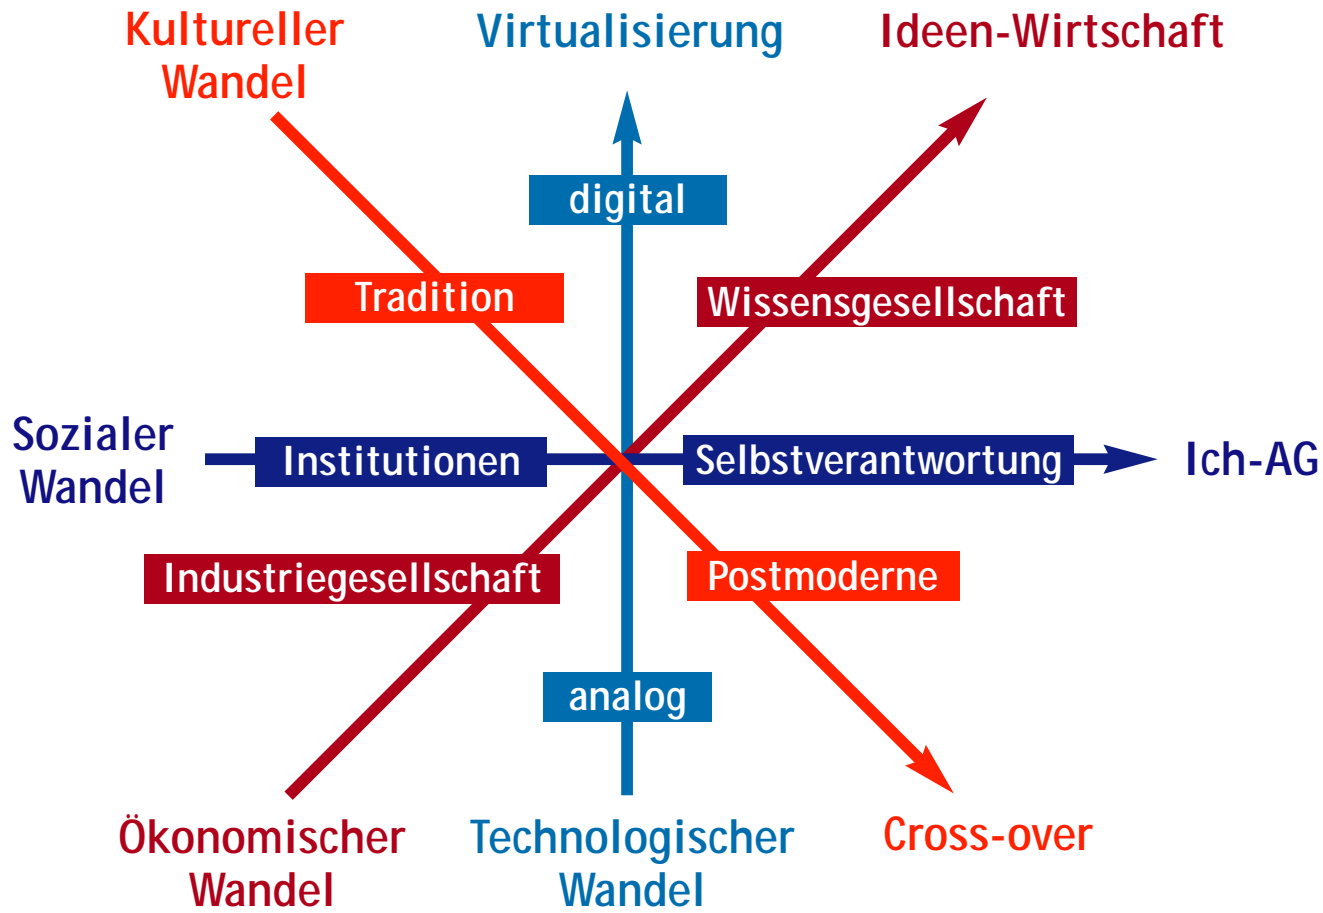 Kultureller
Wandel
Virtualisierung
Ideen-Wirtschaft
digital
Tradition
Wissensgesellschaft
Sozialer
Wandel
Institutionen
Selbstverantwortung
Ich-AG
Industriegesellschaft
Postmoderne
analog
Ökonomischer
Wandel
Technologischer
Wandel
Cross-over